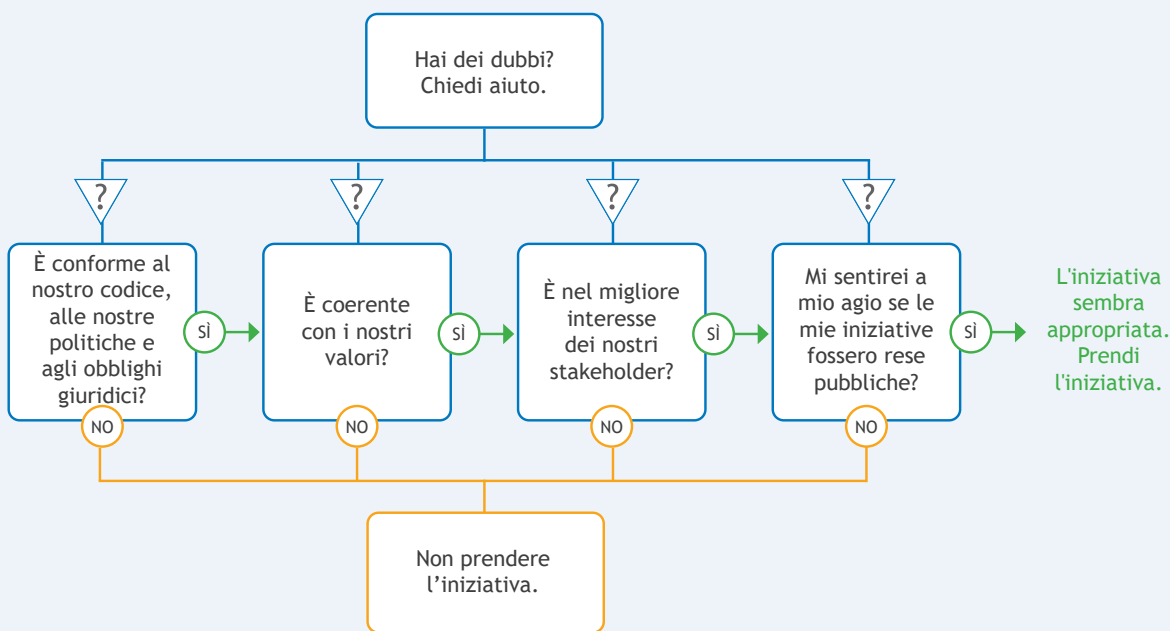 Hai dei dubbi?
Chiedi aiuto.
?
?
?
?
È conforme al
nostro codice,
alle nostre
politiche e
agli obblighi
giuridici?
SÌ
NO
È coerente
con i nostri
valori?
SÌ
NO
È nel migliore
interesse
dei nostri
stakeholder?
SÌ
NO
Mi sentirei a
mio agio se le
mie iniziative
fossero rese
pubbliche?
SÌ
NO
L'iniziativa
sembra
appropriata.
Prendi
l'iniziativa.
Non prendere
l’iniziativa.